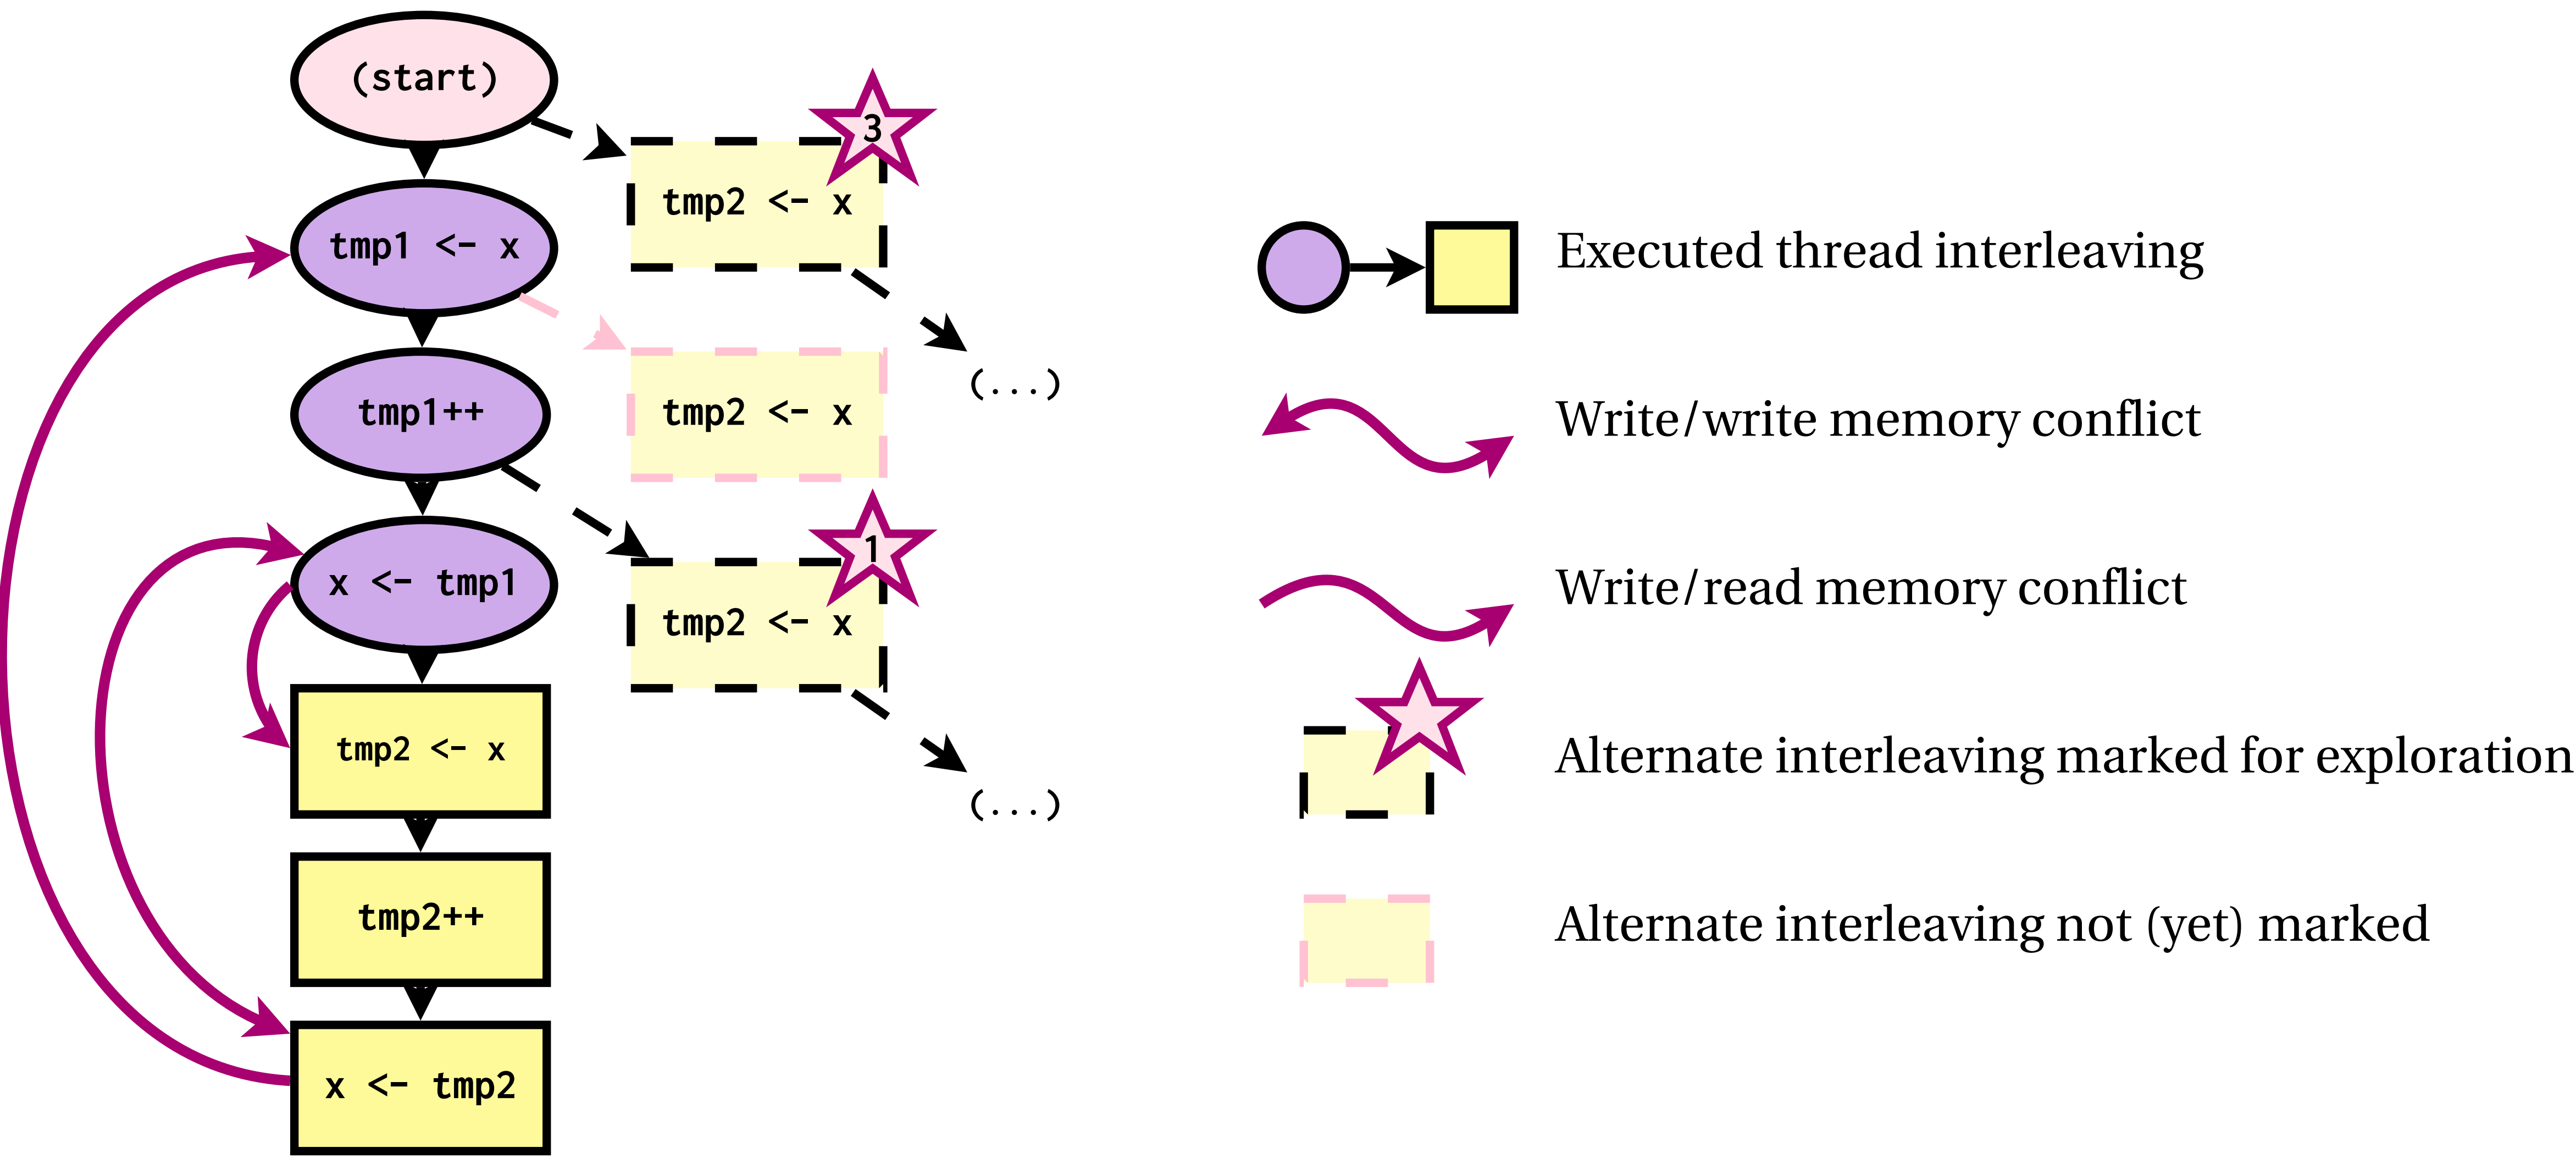 (start)
3
tmp2 <- x
tmp1 <- x
(...)
tmp1++
tmp2 <- x
1
x <- tmp1
tmp2 <- x
tmp2 <- x
(...)
tmp2++
x <- tmp2
Executed thread interleaving
Write/write memory conflict
Write/read memory conflict
Alternate interleaving marked for exploration
Alternate interleaving not (yet) marked